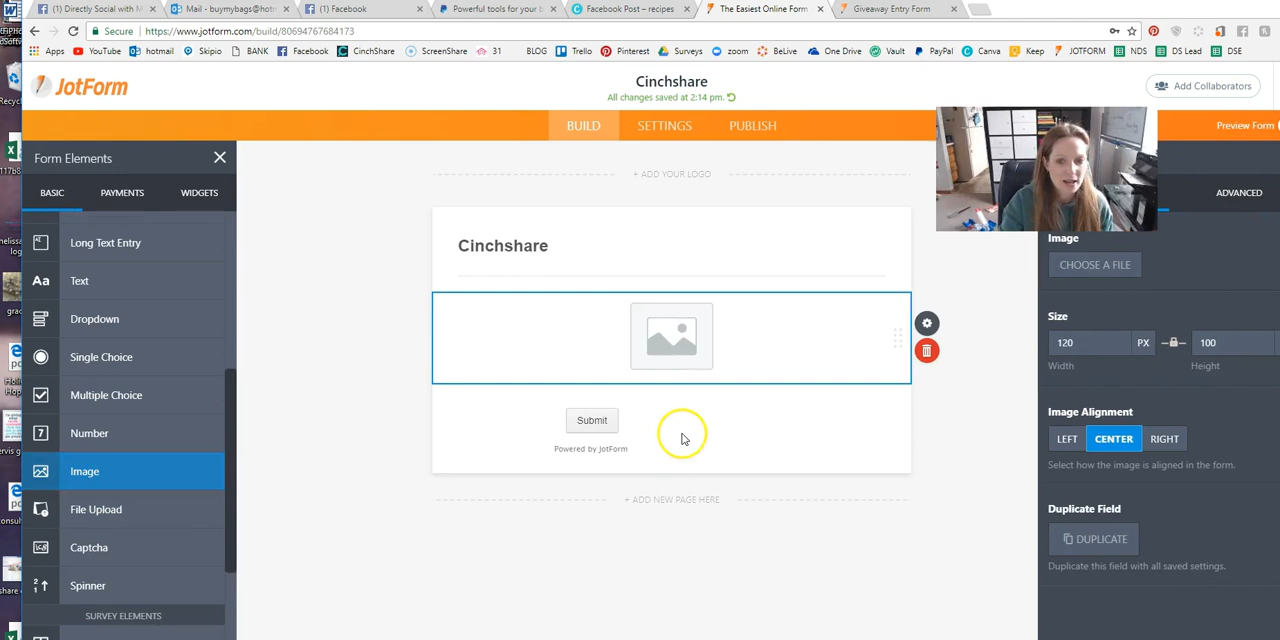 (1) Directly Social with M
Mail - buymybags@hotm
(1) Facebook
Powerful tools for your b
Facebook Post – recipes
The Easiest Online Form
Giveaway Entry Form
Secure
https://www.jotform.com/build/80694767684173
Apps
YouTube
hotmail
Skipio
BANK
Facebook
CinchShare
ScreenShare
31
BLOG
Trello
Pinterest
Surveys
zoom
BeLive
One Drive
Vault
PayPal
Canva
Keep
JOTFORM
NDS
DS Lead
DSE
JotForm
Cinchshare
All changes saved at 2:14 pm.
Add Collaborators
BUILD
SETTINGS
PUBLISH
Preview Form
Form Elements
BASIC
PAYMENTS
WIDGETS
Long Text Entry
Aa
Text
Dropdown
Single Choice
Multiple Choice
7
Number
Image
File Upload
Captcha
Spinner
SURVEY ELEMENTS
+ ADD YOUR LOGO
Cinchshare
Submit
Powered by JotForm
+ ADD NEW PAGE HERE
ADVANCED
Image
CHOOSE A FILE
Size
120
PX
100
Width
Height
Image Alignment
LEFT
CENTER
RIGHT
Select how the image is aligned in the form.
Duplicate Field
DUPLICATE
Duplicate this field with all saved settings.